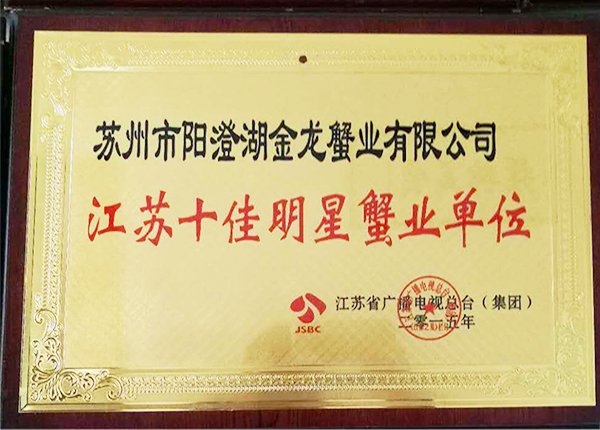 苏州市阳澄湖金龙蟹业有限公司
江苏十佳明星蟹业单位
JSBC
江苏省广播电视总台（集团）
二零一五年